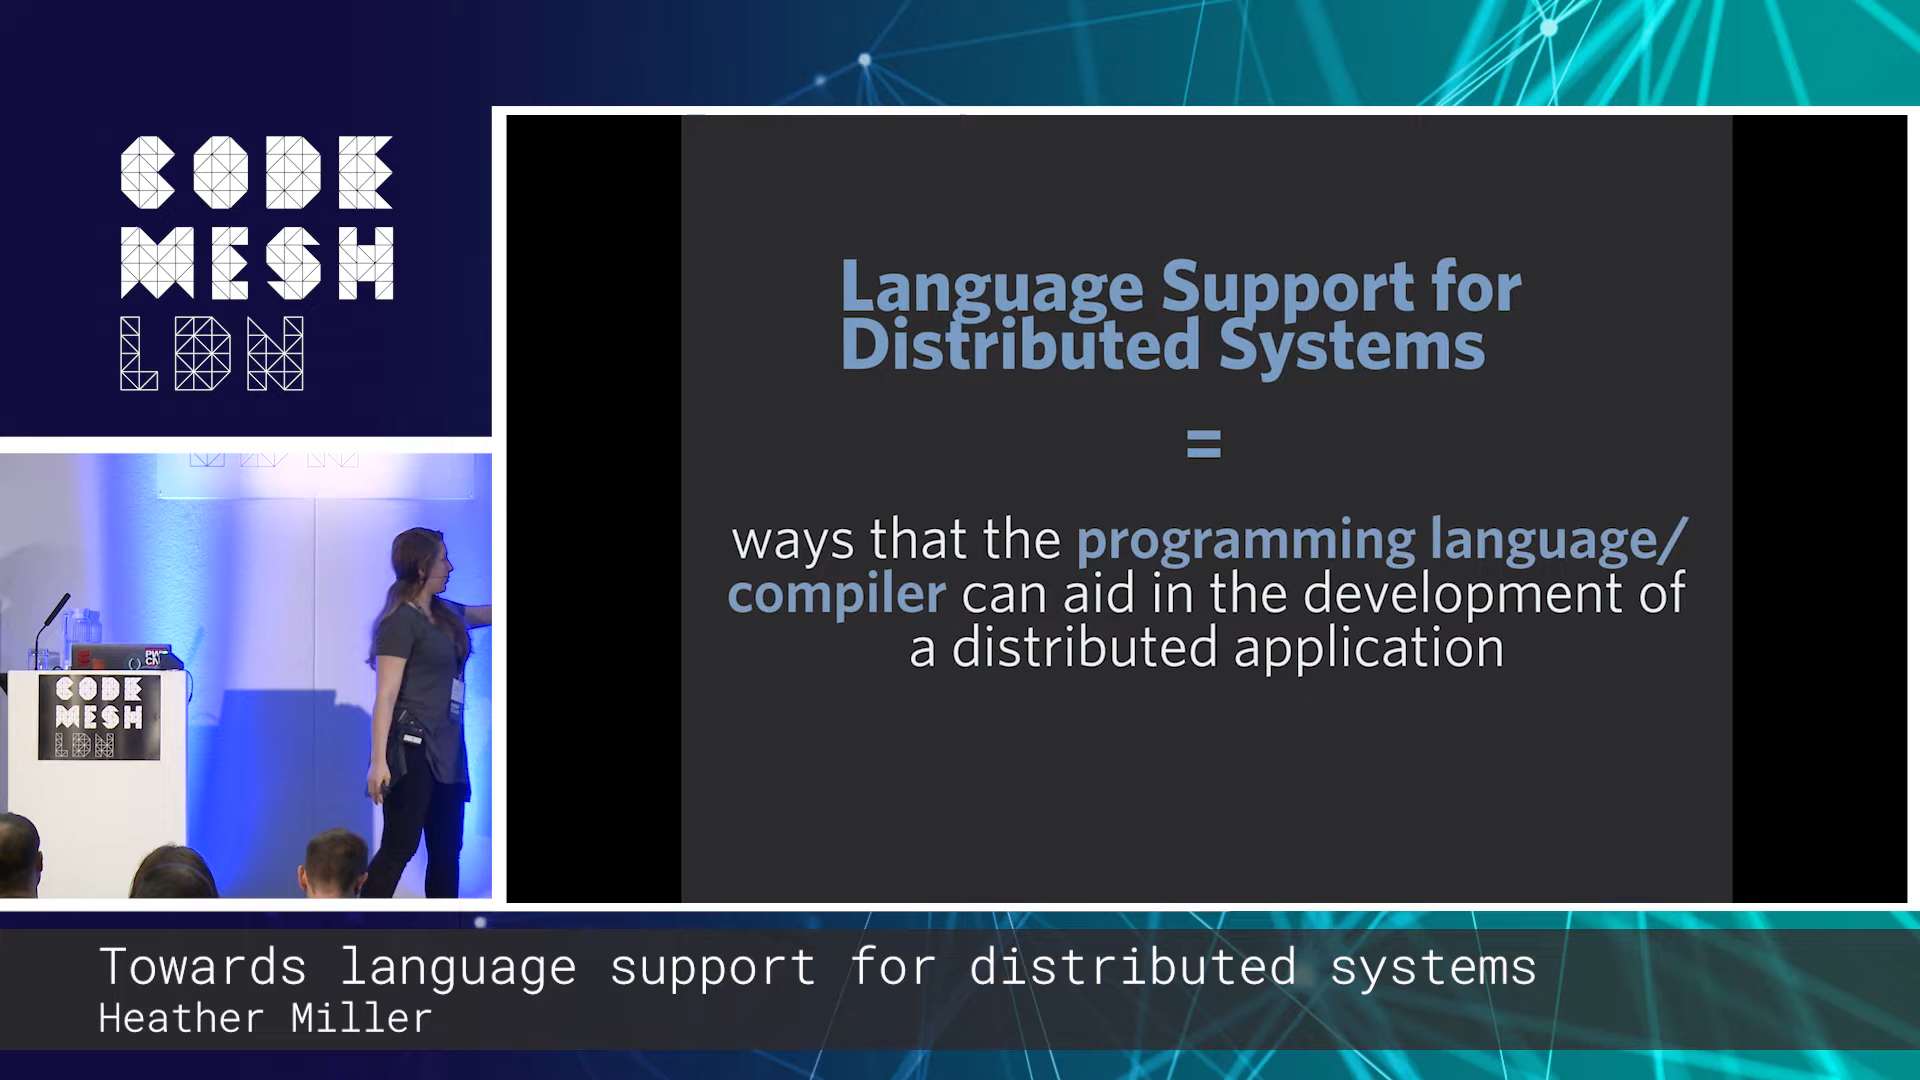 CODE
MESH
LDN
Language Support for
Distributed Systems
=
ways that the programming language/
compiler can aid in the development of
a distributed application
CODE
MESH
LDN
Towards language support for distributed systems
Heather Miller